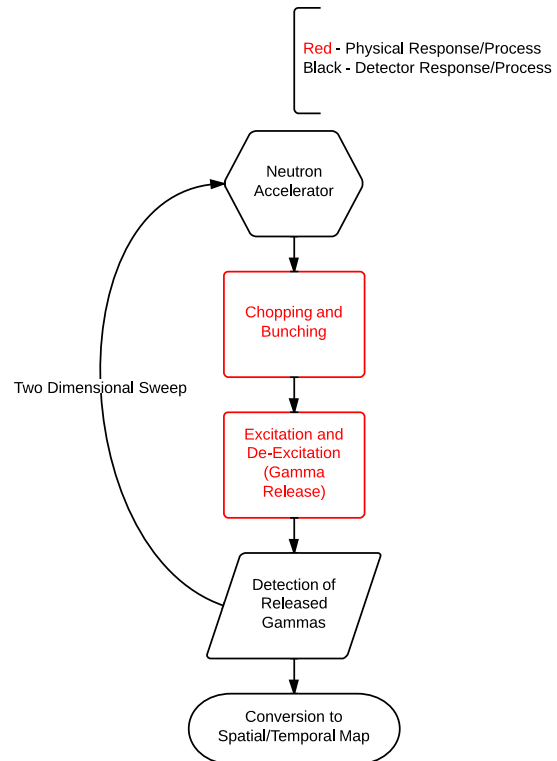 Red - Physical Response/Process
Black - Detector Response/Process
Neutron
Accelerator
Chopping and
Bunching
Two Dimensional Sweep
Excitation and
De-Excitation
(Gamma
Release)
Detection of
Released
Gammas
Conversion to
Spatial/Temporal Map